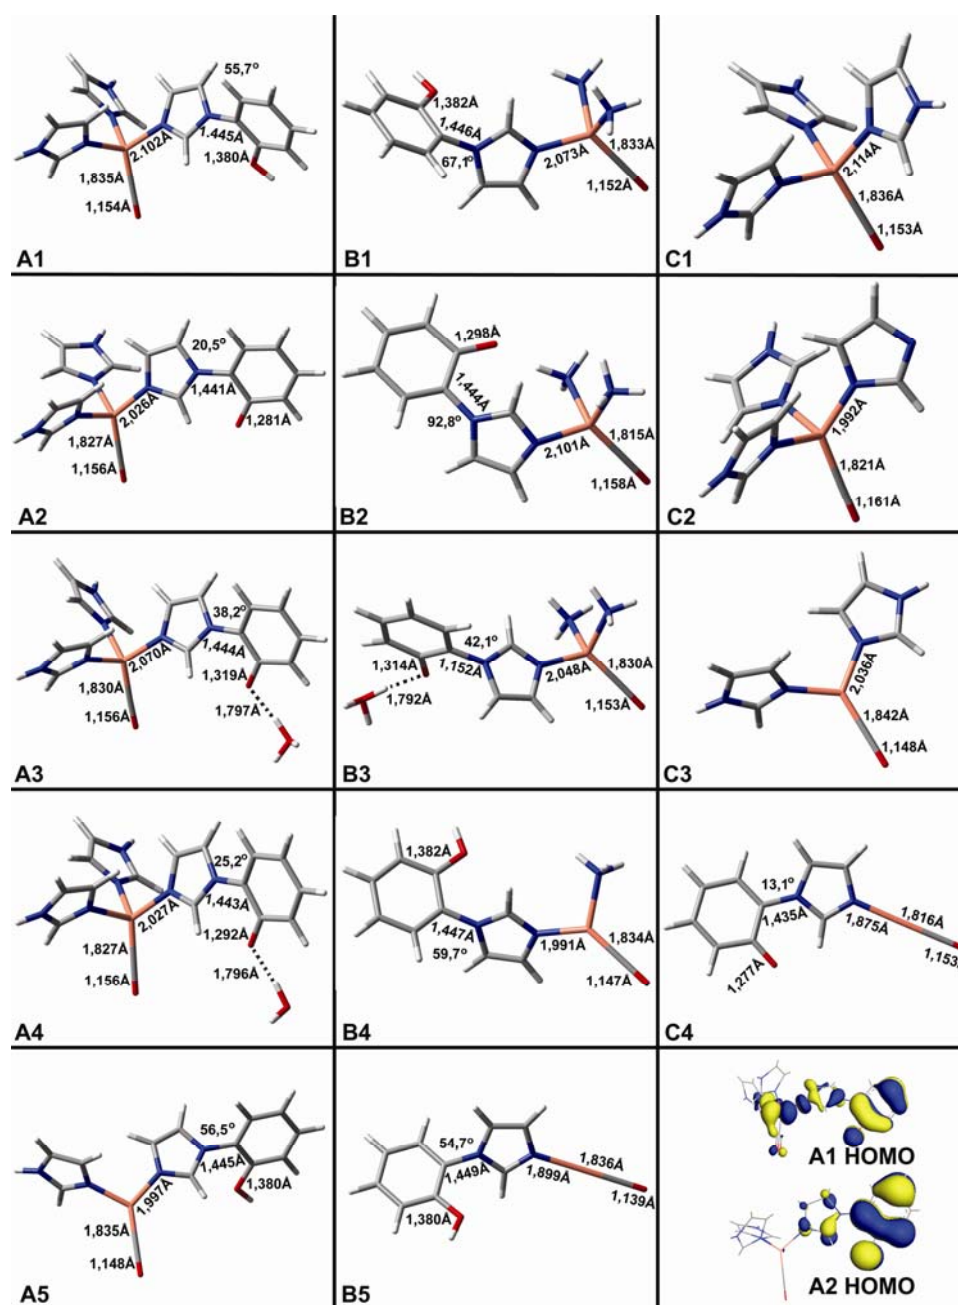 55,7°
2.102Å
1.445Å
1,380Å
1,835Å
1,154Å
A1
1,382Å
1,446Å
67,1°
2,073Å
1,833Å
1,152Å
B1
2,114Å
1,836Å
1,153Å
C1
20,5°
1,441Å
2,026Å
1,281Å
1,827Å
1,156Å
A2
1,298Å
1,444Å
92,8°
2,101Å
1,815Å
1,158Å
B2
1,992Å
1,821Å
1,161Å
C2
38,2°
2,070Å
1,444Å
1,319Å
1,830Å
1,797Å
1,156Å
A3
42,1°
1,314Å
1,152Å
2,048Å
1,830Å
1,792Å
1,153Å
B3
2,036Å
1,842Å
1,148Å
C3
25,2°
2,027Å
1,443Å
1,292Å
1,827Å
1,796Å
1,156Å
A4
1,382Å
1,447Å
59,7°
1,991Å
1,834Å
1,147Å
B4
13,1°
1,435Å
1,875Å
1,816Å
1,153
1,277Å
C4
56,5°
1,997Å
1,445Å
1,380Å
1,835Å
1,148Å
A5
54,7°
1,449Å
1,899Å
1,836Å
1,139Å
1,380Å
B5
A1 HOMO
A2 HOMO